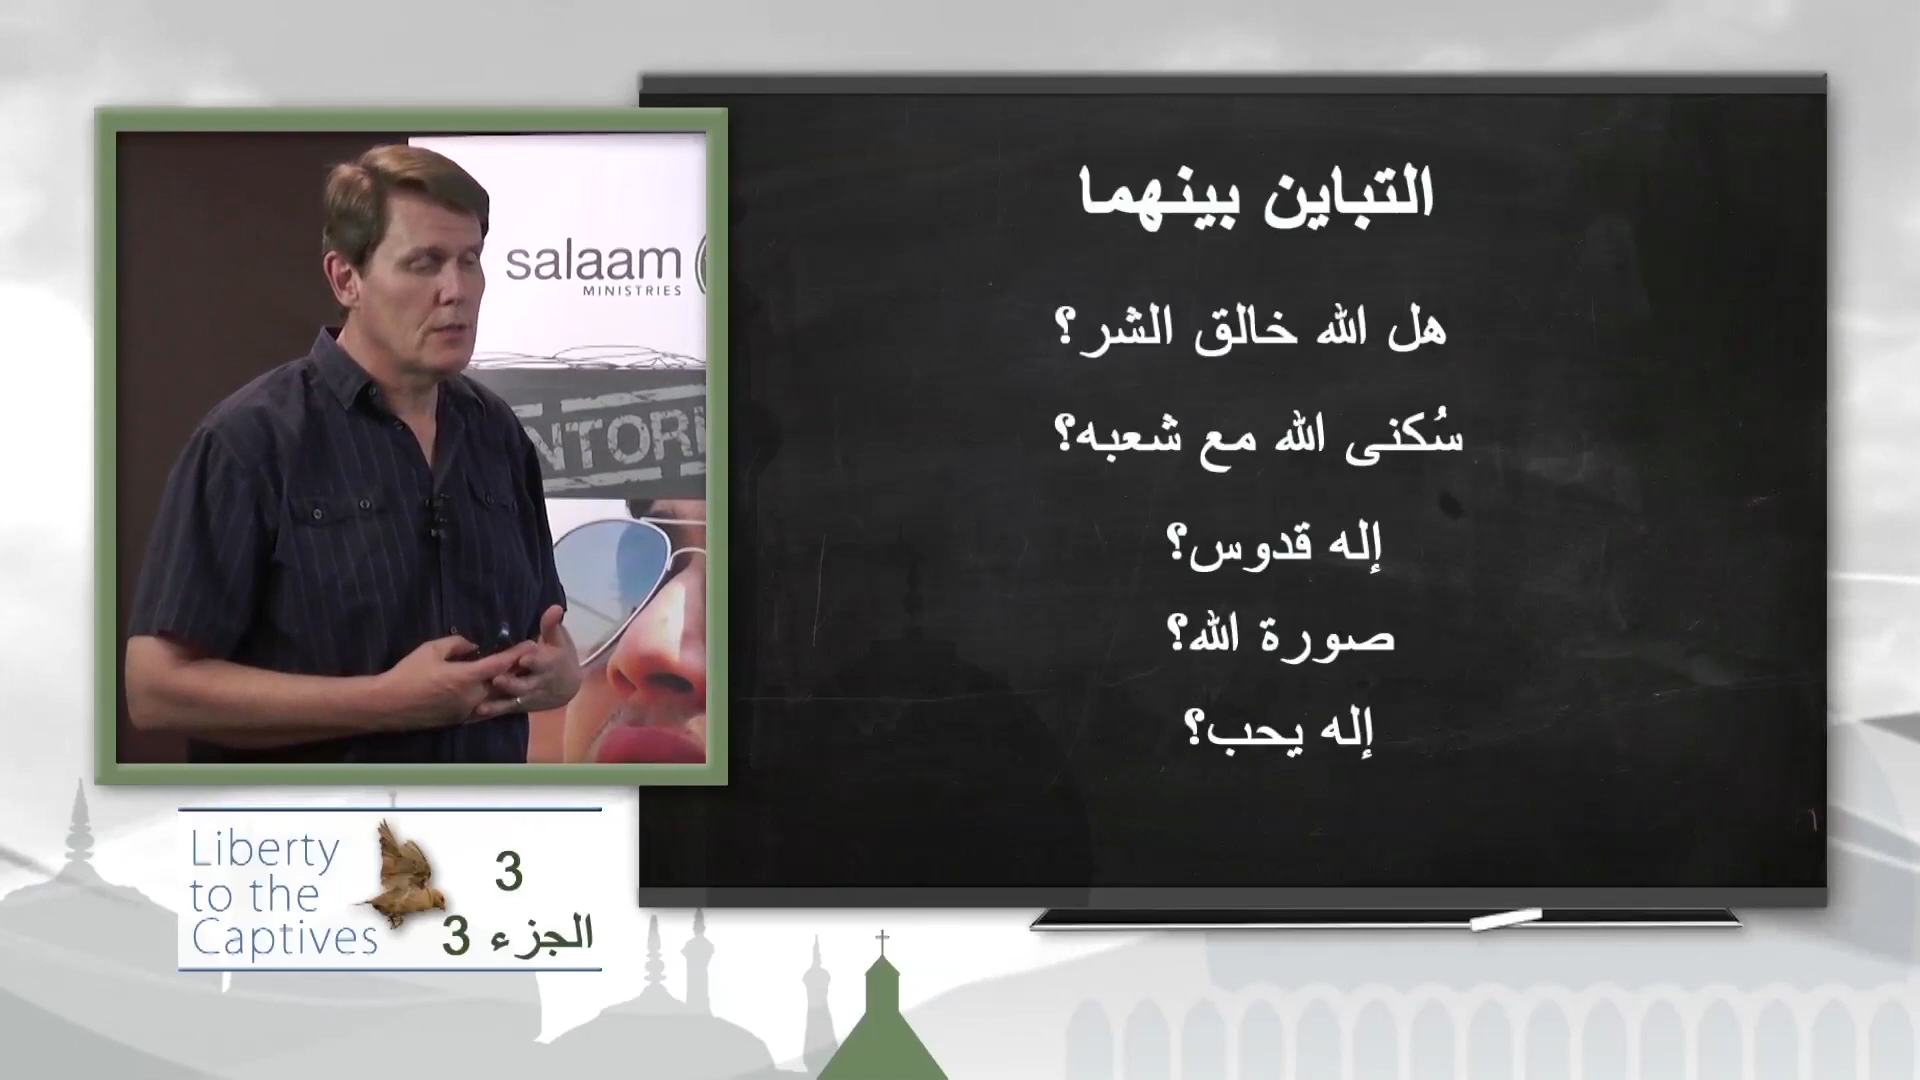 التباين بينهما
هل الله خالق الشر؟
سُكنى الله مع شعبه؟
إله قدوس؟
صورة الله؟
إله يحب؟
salaam
MINISTRIES
NTOR
Liberty
to the
Captives
3
الجزء 3